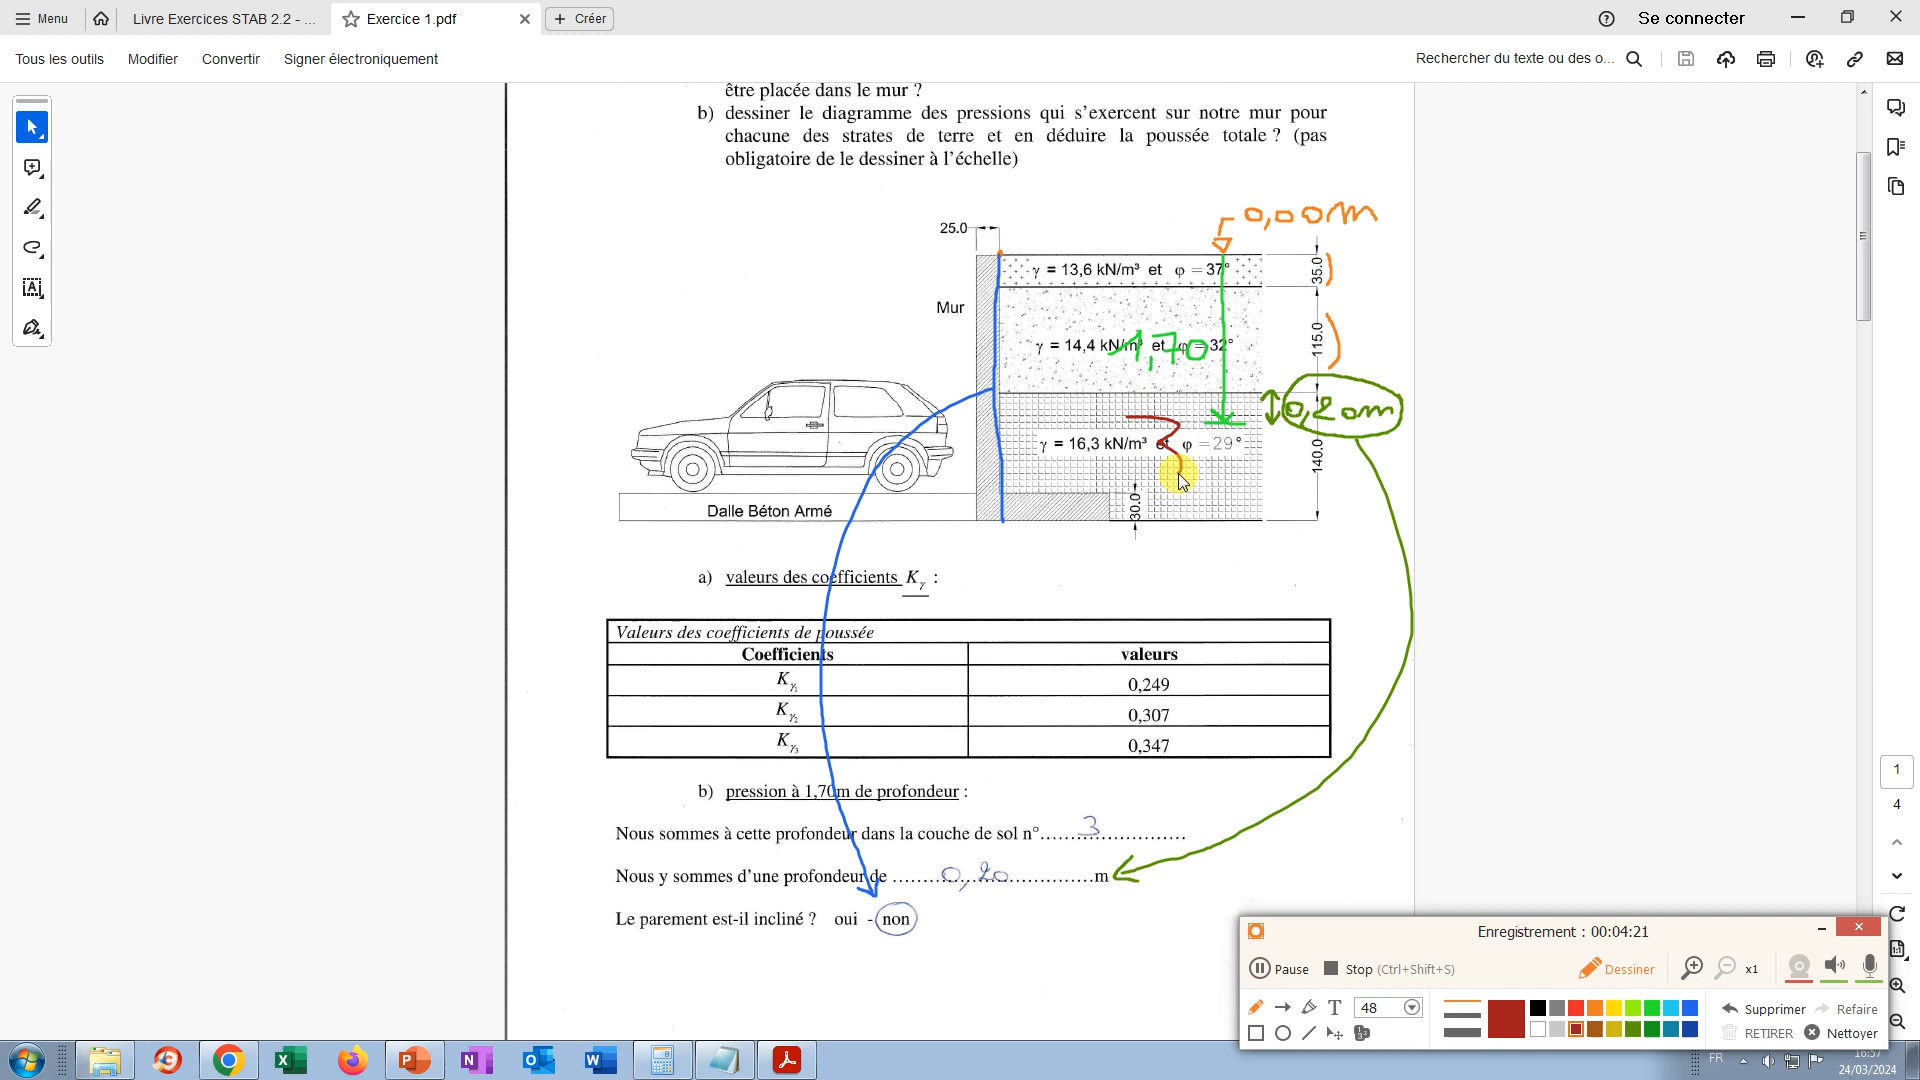 Menu
Livre Exercices STAB 2.2 - ...
Exercice 1.pdf
Créer
Se connecter
Tous les outils
Modifier
Convertir
Signer électroniquement
Rechercher du texte ou des o...
être placée dans le mur ?
b) dessiner le diagramme des pressions qui s'exercent sur notre mur pour
chacune des strates de terre et en déduire la poussée totale ? (pas
obligatoire de le dessiner à l'échelle)
0,00m
25.0
γ = 13,6 kN/m³ et φ = 37°
35.0
Mur
γ = 14,4 kN/m³ et φ = 32°
1,70
115.0
0,20m
γ = 16,3 kN/m³ et φ = 29°
3
140.0
30.0
Dalle Béton Armé
a) valeurs des coefficients Kγ :
Valeurs des coefficients de poussée
Coefficients valeurs
Kγ1 0,249
Kγ2 0,307
Kγ3 0,347
b) pression à 1,70m de profondeur :
Nous sommes à cette profondeur dans la couche de sol n°.....3.....................
Nous y sommes d'une profondeur de ........0,20....................m
Le parement est-il incliné ? oui - non
1
4
Enregistrement : 00:04:21
Pause
Stop (Ctrl+Shift+S)
Dessiner
x1
T
48
Supprimer
Refaire
RETIRER
Nettoyer
FR
16:57
24/03/2024